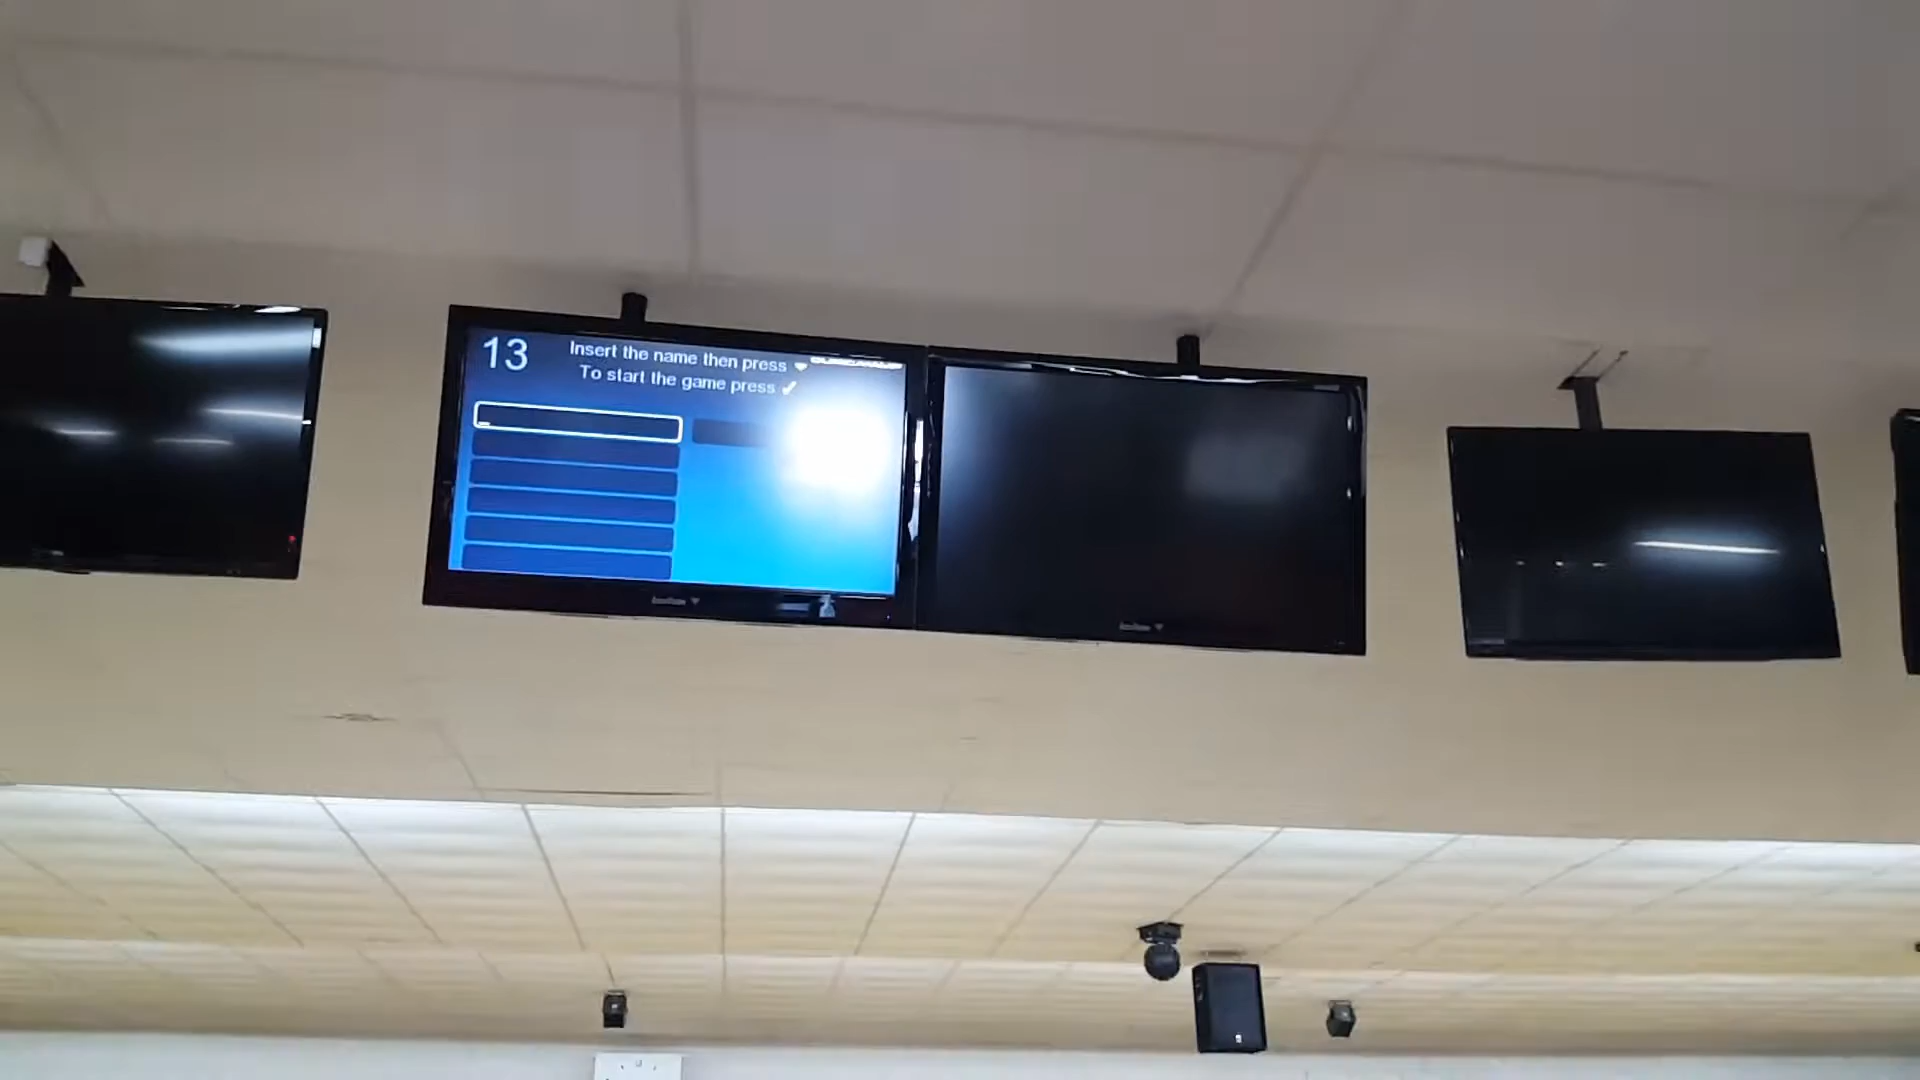 13
Insert the name then press
To start the game press ✓